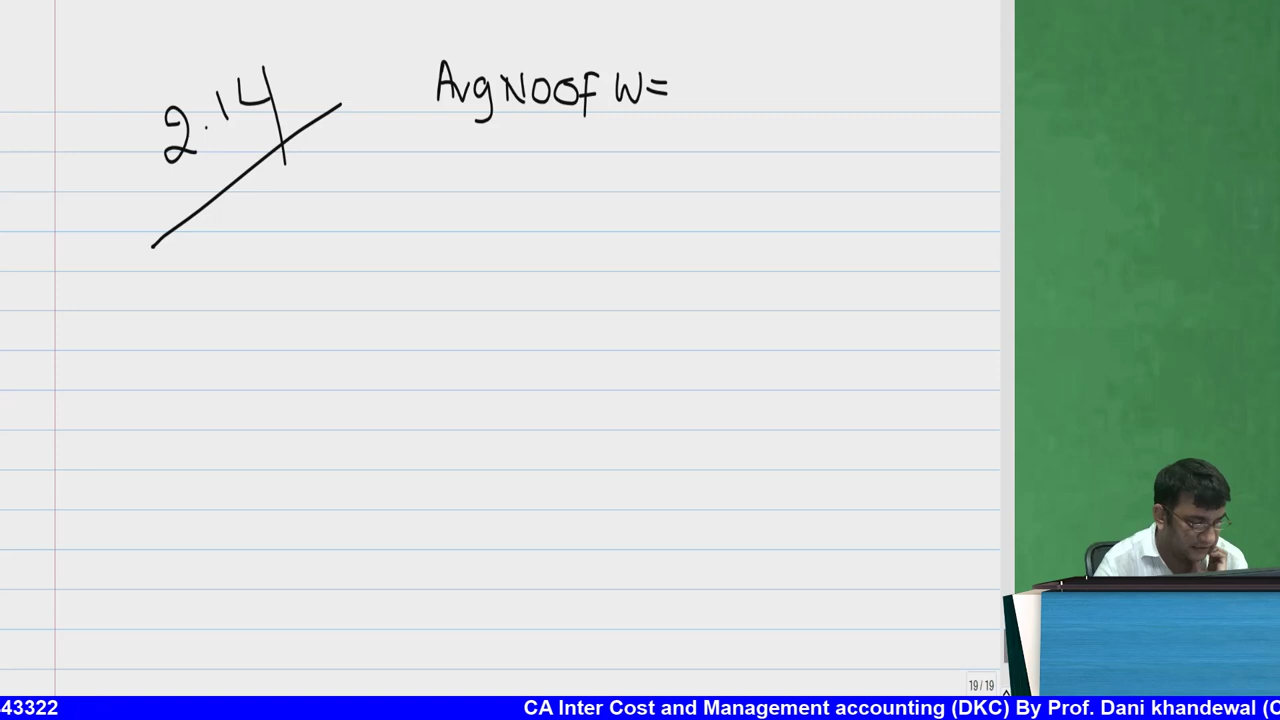 2.14
Avg No of W=
19/19
43322
CA Inter Cost and Management accounting (DKC) By Prof. Dani khandewal (C